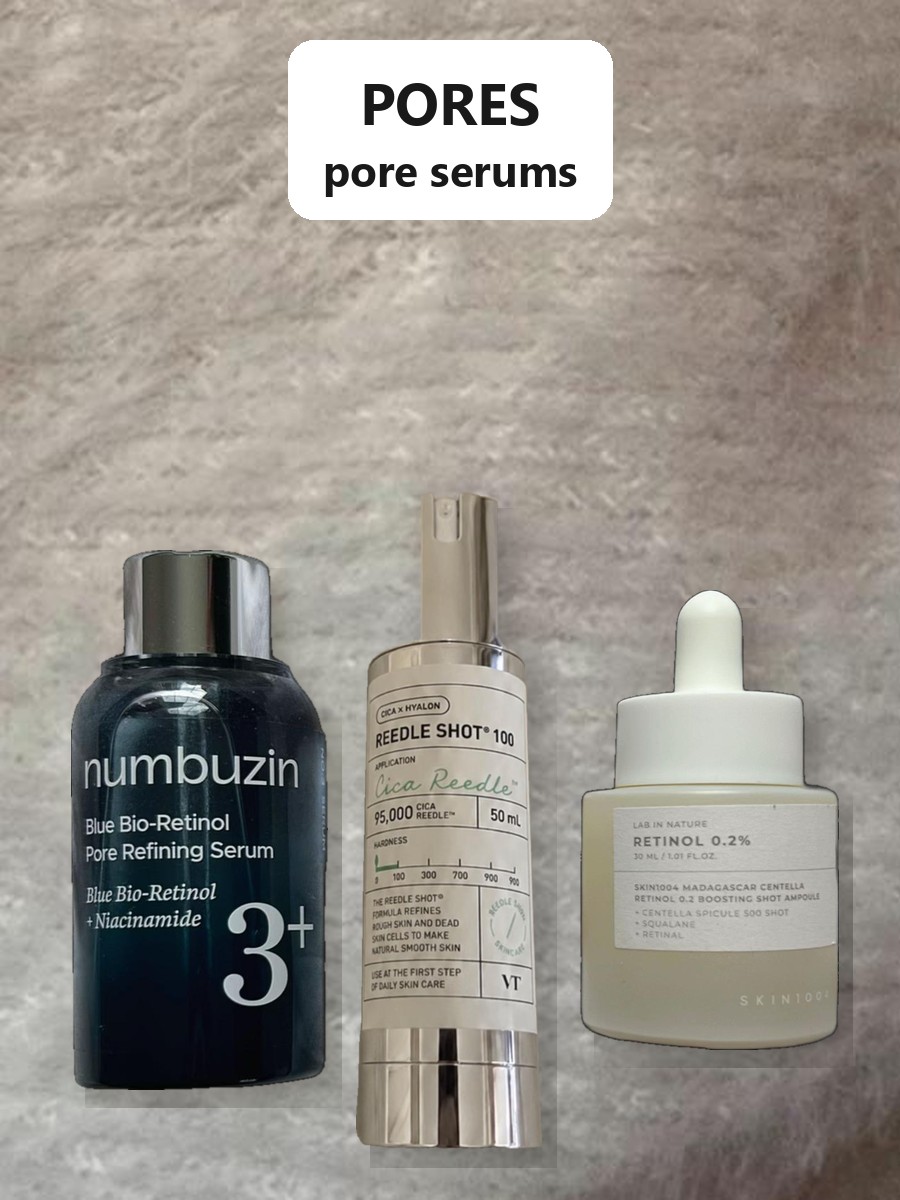 PORES
pore serums
numbuzin
Blue Bio-Retinol
Pore Refining Serum
Blue Bio-Retinol
+ Niacinamide
3+
CICA x HYALON
REEDLE SHOT® 100
APPLICATION
Cica Reedle™
95,000 CICA REEDLE™
50 mL
HARDNESS
0 100 300 700 900 900
THE REEDLE SHOT®
FORMULA REFINES
ROUGH SKIN AND DEAD
SKIN CELLS TO MAKE
NATURAL SMOOTH SKIN
REEDLE SHOT
SKINCARE
USE AT THE FIRST STEP
OF DAILY SKIN CARE
VT
LAB IN NATURE
RETINOL 0.2%
30 ML / 1.01 FL.OZ.
SKIN1004 MADAGASCAR CENTELLA
RETINOL 0.2 BOOSTING SHOT AMPOULE
+ CENTELLA SPICULE 500 SHOT
+ SQUALANE
+ RETINAL
SKIN1004